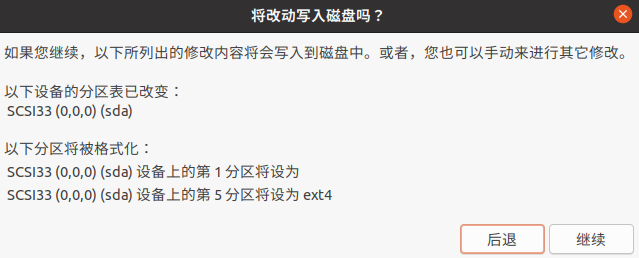 将改动写入磁盘吗？
如果您继续，以下所列出的修改内容将会写入到磁盘中。或者，您也可以手动来进行其它修改。
以下设备的分区表已改变：
SCSI33 (0,0,0) (sda)
以下分区将被格式化：
SCSI33 (0,0,0) (sda) 设备上的第 1 分区将设为
SCSI33 (0,0,0) (sda) 设备上的第 5 分区将设为 ext4
后退
继续